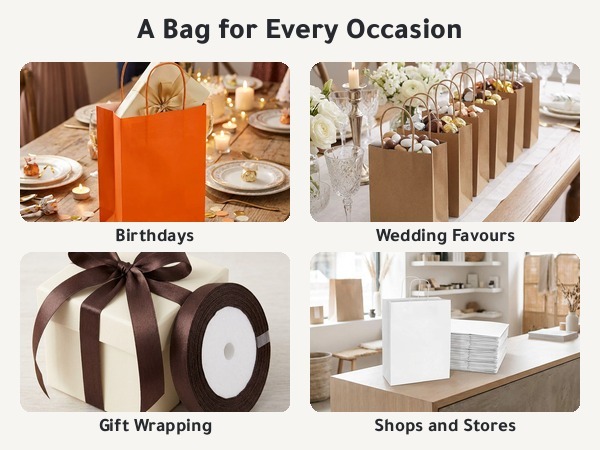 A Bag for Every Occasion
Birthdays
Wedding Favours
Gift Wrapping
Shops and Stores